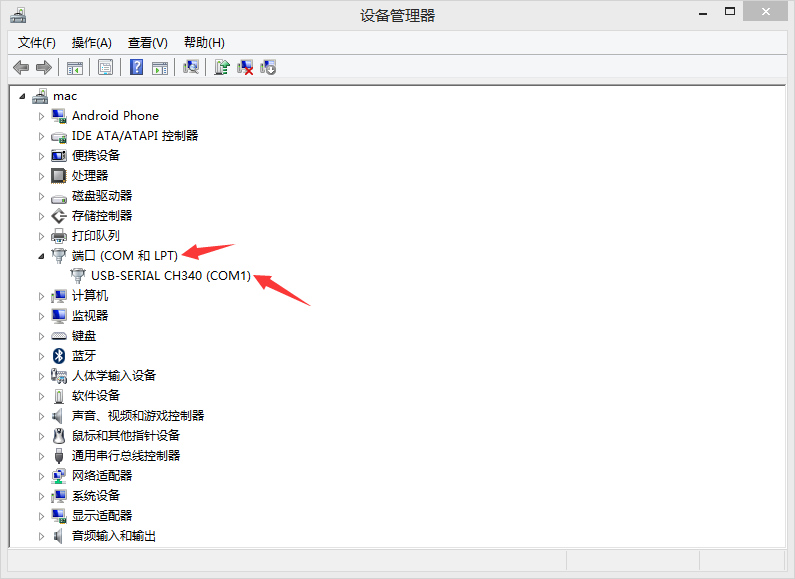 设备管理器
文件(F) 操作(A) 查看(V) 帮助(H)
mac
Android Phone
IDE ATA/ATAPI 控制器
便携设备
处理器
磁盘驱动器
存储控制器
打印队列
端口 (COM 和 LPT)
USB-SERIAL CH340 (COM1)
计算机
监视器
键盘
蓝牙
人体学输入设备
软件设备
声音、视频和游戏控制器
鼠标和其他指针设备
通用串行总线控制器
网络适配器
系统设备
显示适配器
音频输入和输出